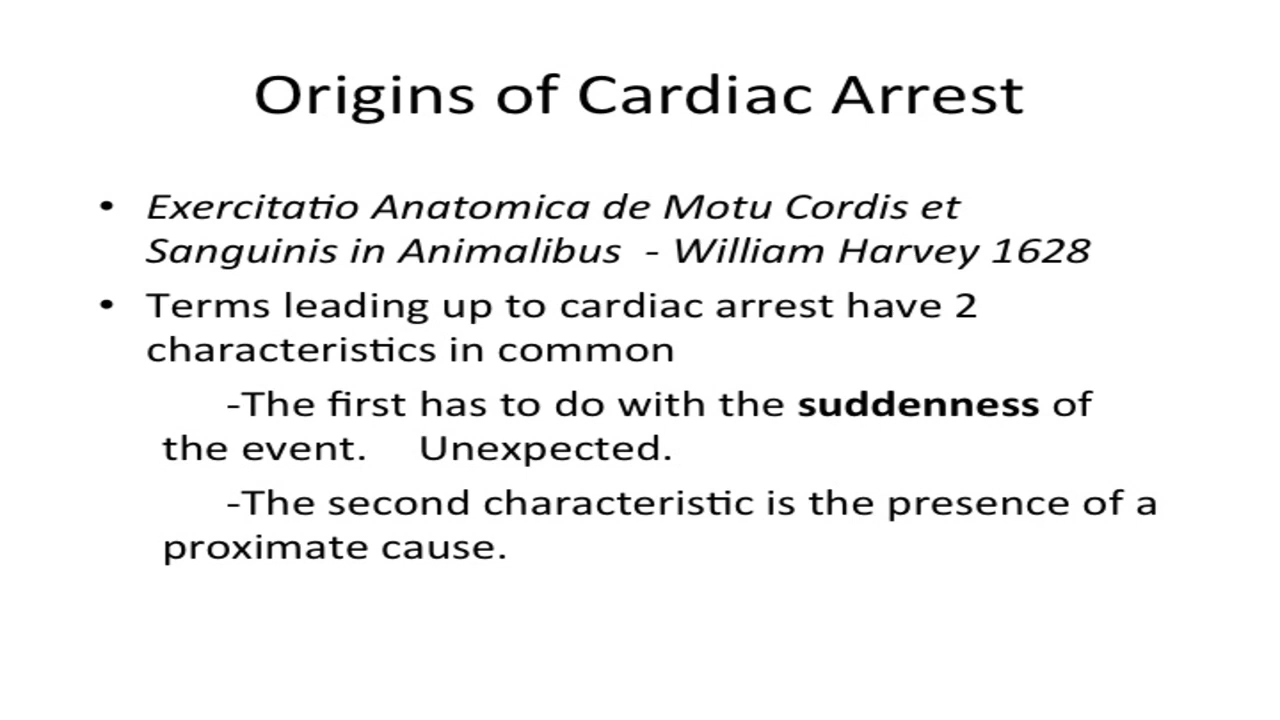 Origins of Cardiac Arrest
• Exercitatio Anatomica de Motu Cordis et
Sanguinis in Animalibus - William Harvey 1628
• Terms leading up to cardiac arrest have 2
characteristics in common
-The first has to do with the suddenness of
the event. Unexpected.
-The second characteristic is the presence of a
proximate cause.